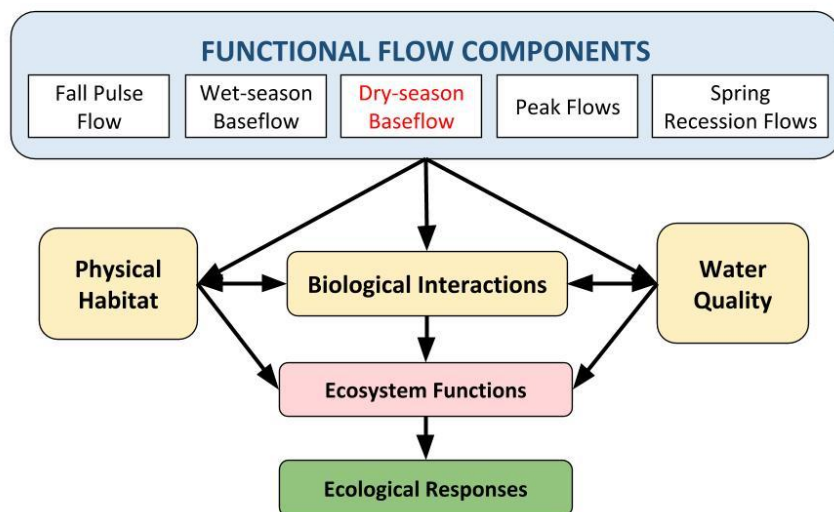 FUNCTIONAL FLOW COMPONENTS
Fall Pulse
Flow
Wet-season
Baseflow
Dry-season
Baseflow
Peak Flows
Spring
Recession Flows
Physical
Habitat
Biological Interactions
Water
Quality
Ecosystem Functions
Ecological Responses